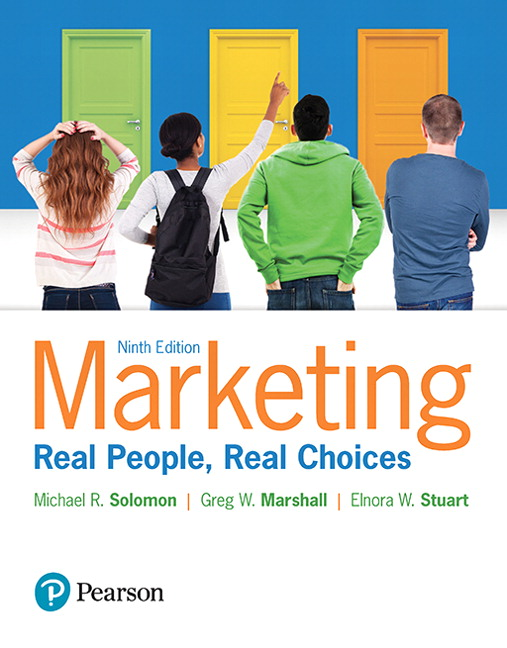 Ninth Edition
Marketing
Real People, Real Choices
Michael R. Solomon | Greg W. Marshall | Elnora W. Stuart
P Pearson